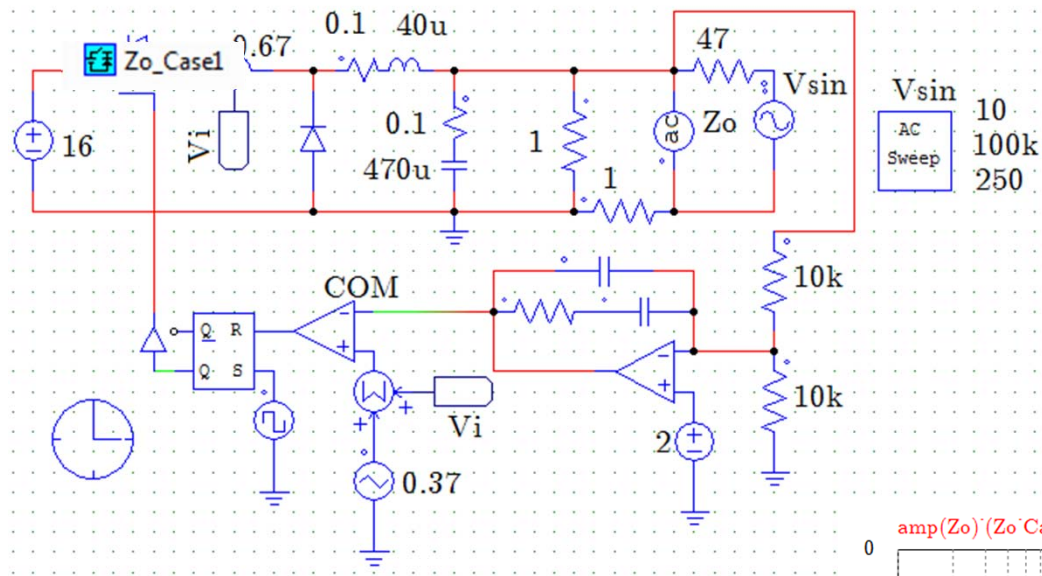 0.1
40u
47
Zo_Case1
0.67
Vsin
Vsin
10
100k
250
AC
Sweep
16
Vi
0.1
470u
1
ac
Zo
1
COM
10k
Q R
Q S
10k
Vi
2
0.37
amp(Zo)
0